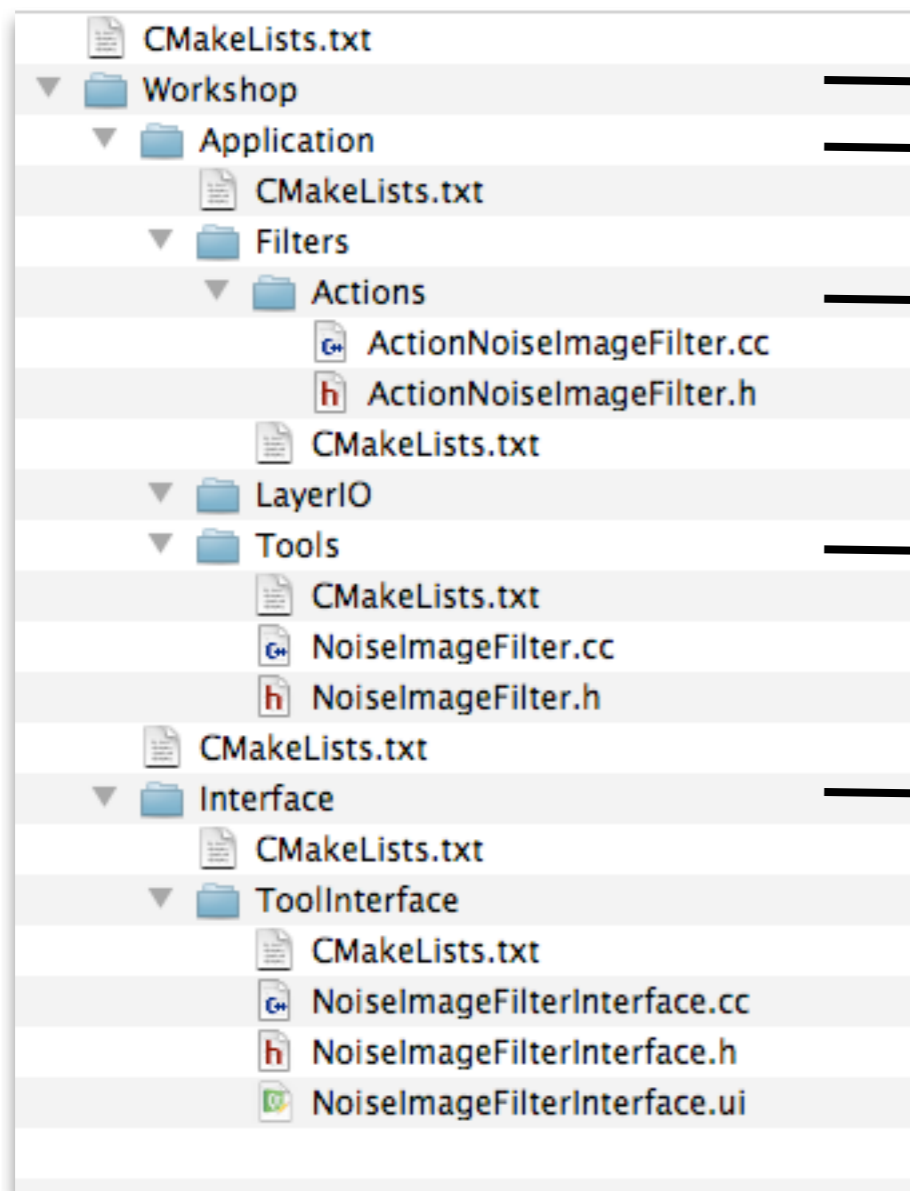 CMakeLists.txt
Workshop
Application
CMakeLists.txt
Filters
Actions
ActionNoiseImageFilter.cc
ActionNoiseImageFilter.h
CMakeLists.txt
LayerIO
Tools
CMakeLists.txt
NoiseImageFilter.cc
NoiseImageFilter.h
CMakeLists.txt
Interface
CMakeLists.txt
ToolInterface
CMakeLists.txt
NoiseImageFilterInterface.cc
NoiseImageFilterInterface.h
NoiseImageFilterInterface.ui